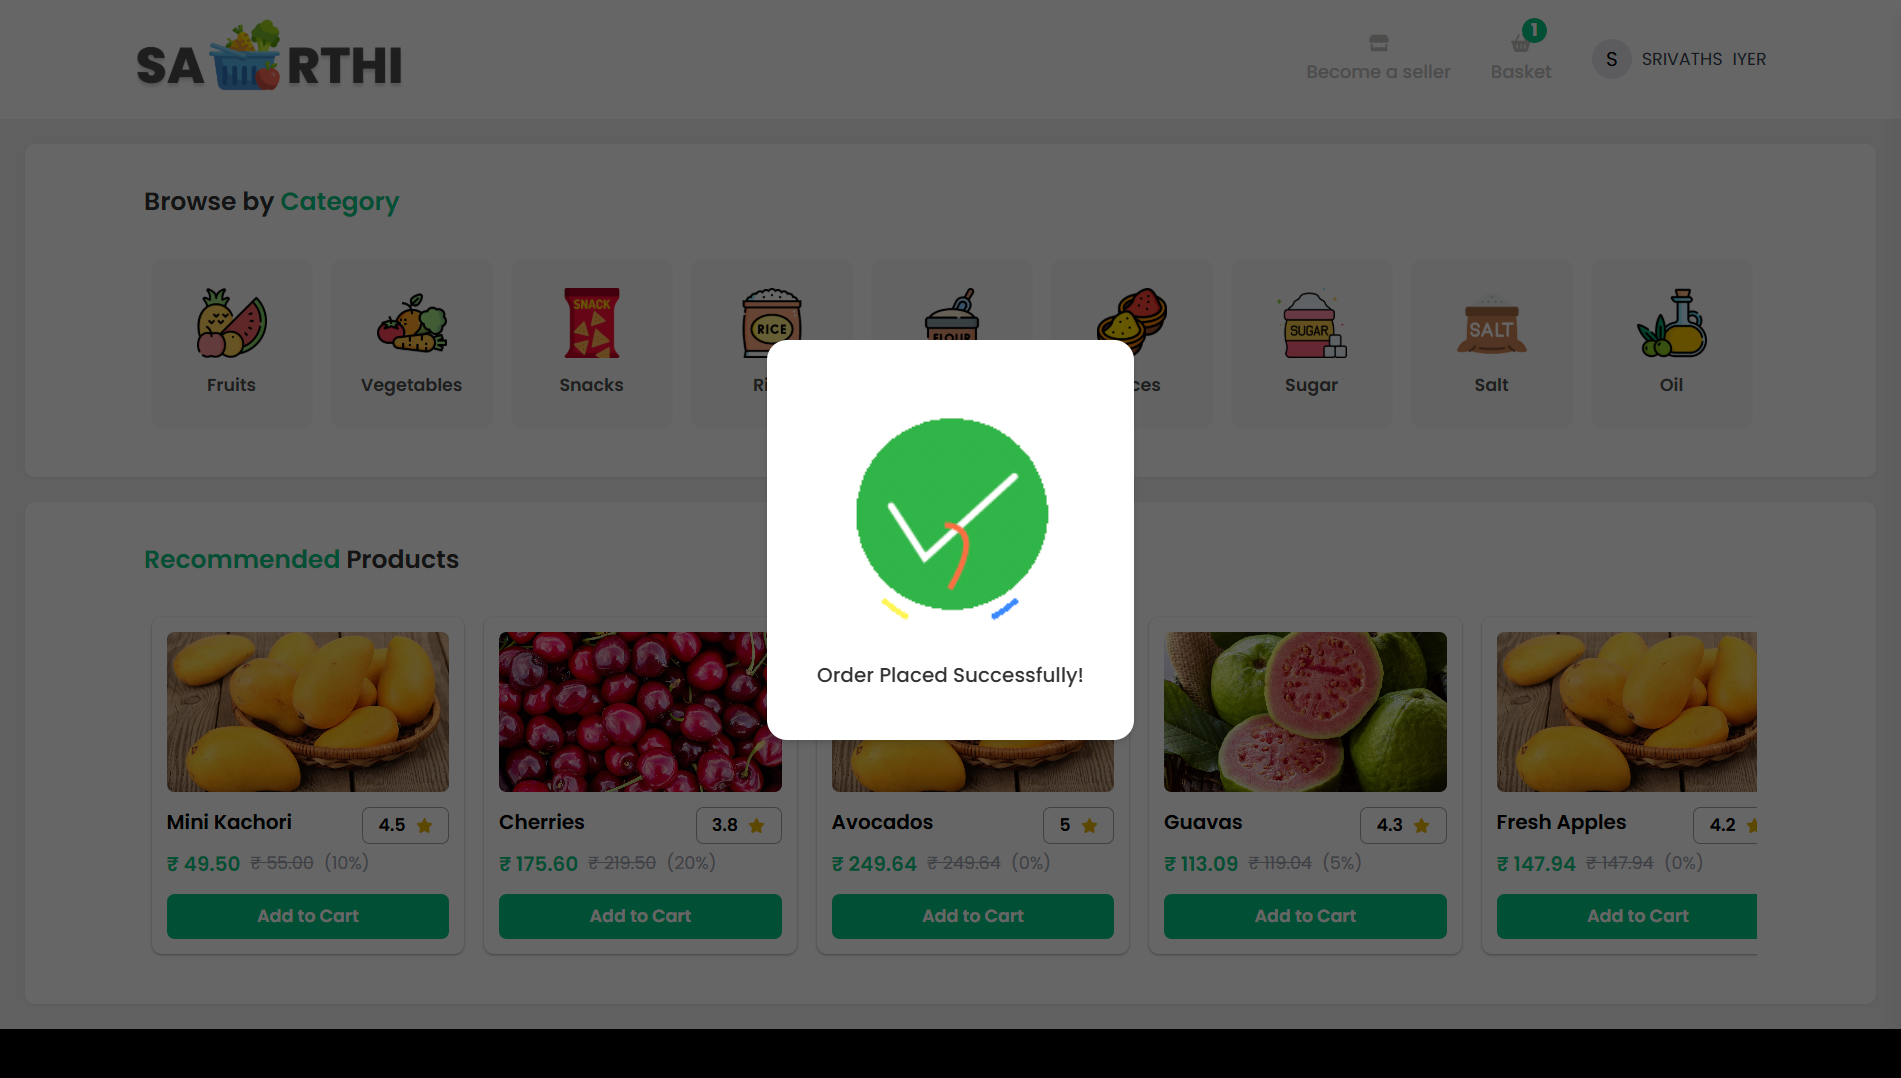 SA RTHI
Become a seller
1
Basket
S
SRIVATHS IYER
Browse by Category
SNACK
RICE
FLOUR
SUGAR
SALT
Fruits
Vegetables
Snacks
Sugar
Salt
Oil
Recommended Products
Order Placed Successfully!
Mini Kachori
4.5
₹ 49.50 ₹ 55.00 (10%)
Add to Cart
Cherries
3.8
₹ 175.60 ₹ 219.50 (20%)
Add to Cart
Avocados
5
₹ 249.64 ₹ 249.64 (0%)
Add to Cart
Guavas
4.3
₹ 113.09 ₹ 119.04 (5%)
Add to Cart
Fresh Apples
4.2
₹ 147.94 ₹ 147.94 (0%)
Add to Cart